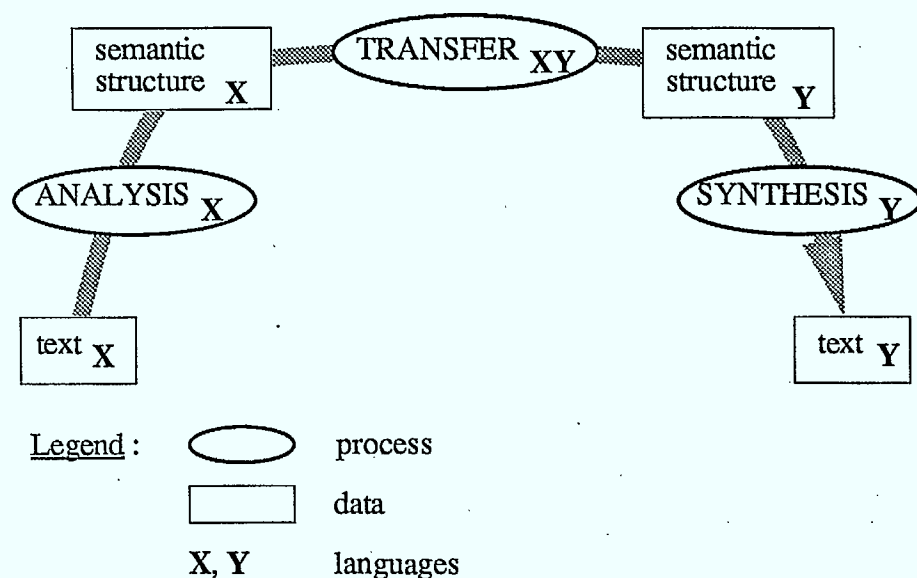 semantic
structure X
TRANSFER XY
semantic
structure Y
ANALYSIS X
SYNTHESIS Y
text X
text Y
Legend :
process
data
X, Y languages